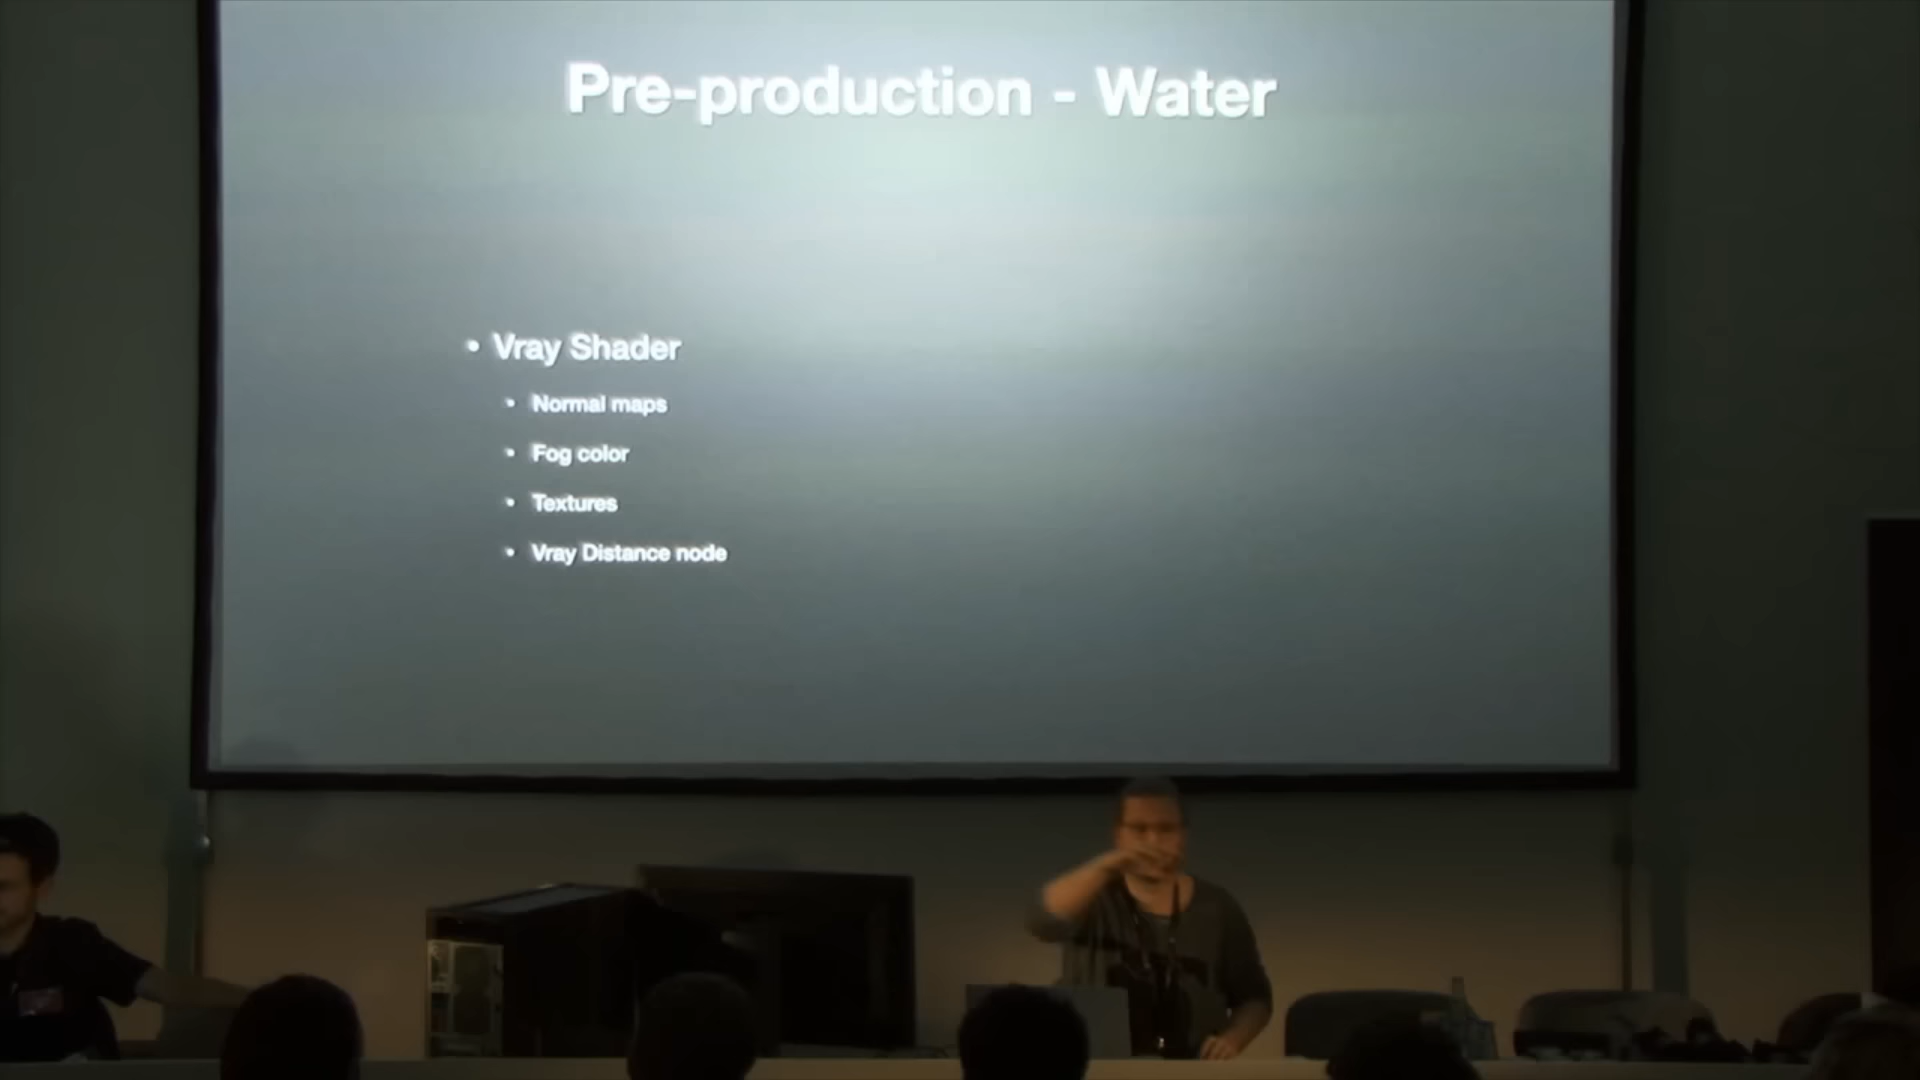 Pre-production - Water
• Vray Shader
• Normal maps
• Fog color
• Textures
• Vray Distance node